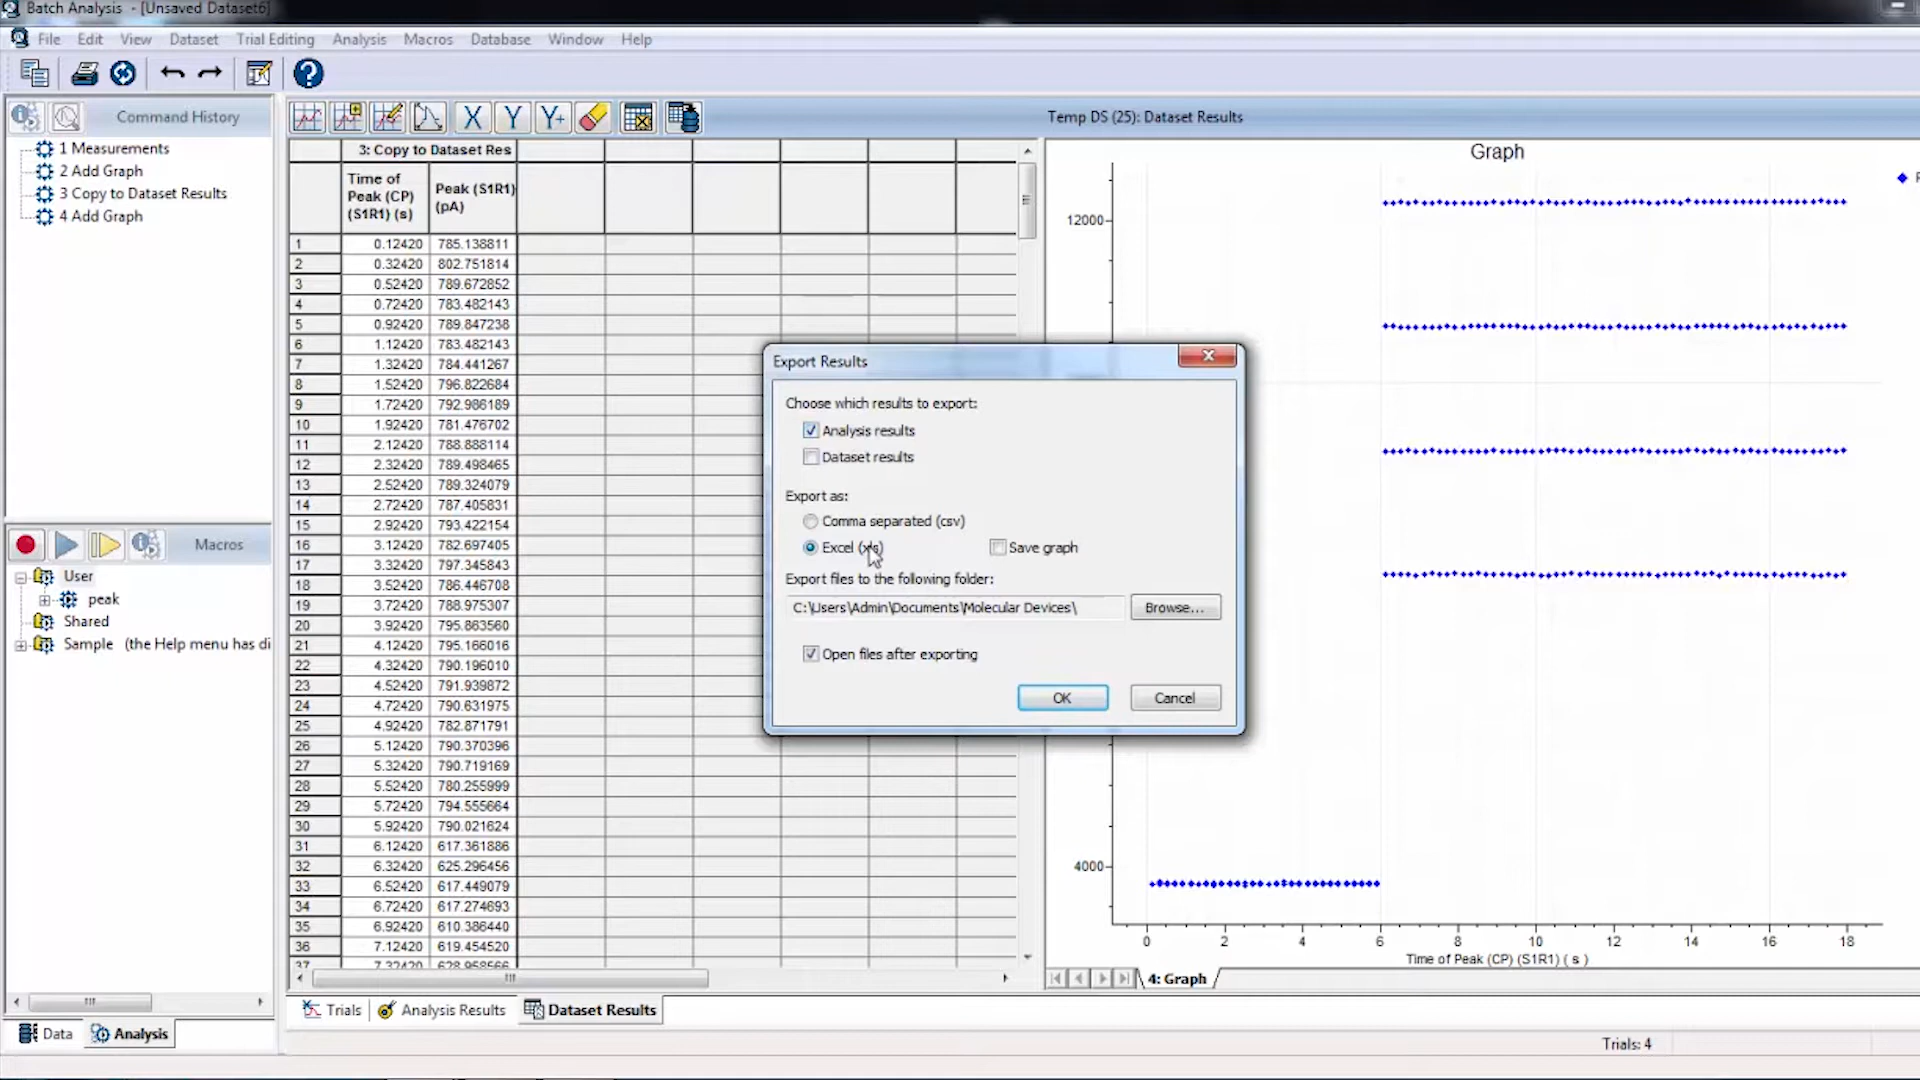 Batch Analysis - [Unsaved Dataset6]
File Edit View Dataset Trial Editing Analysis Macros Database Window Help
Command History
1 Measurements
2 Add Graph
3 Copy to Dataset Results
4 Add Graph
Macros
User
peak
Shared
Sample (the Help menu has di
Data Analysis
X Y Y+
3: Copy to Dataset Res
Time of Peak (CP) (S1R1) (s) Peak (S1R1) (pA)
1 0.12420 785.138811
2 0.32420 802.751814
3 0.52420 789.672852
4 0.72420 783.482143
5 0.92420 789.847238
6 1.12420 783.482143
7 1.32420 784.441267
8 1.52420 796.822684
9 1.72420 792.986189
10 1.92420 781.476702
11 2.12420 788.888114
12 2.32420 789.498465
13 2.52420 789.324079
14 2.72420 787.405831
15 2.92420 793.422154
16 3.12420 782.697405
17 3.32420 797.345843
18 3.52420 786.446708
19 3.72420 788.975307
20 3.92420 795.863560
21 4.12420 795.166016
22 4.32420 790.196010
23 4.52420 791.939872
24 4.72420 790.631975
25 4.92420 782.871791
26 5.12420 790.370396
27 5.32420 790.719169
28 5.52420 780.255999
29 5.72420 794.555664
30 5.92420 790.021624
31 6.12420 617.361886
32 6.32420 625.296456
33 6.52420 617.449079
34 6.72420 617.274693
35 6.92420 610.386440
36 7.12420 619.454520
37 7.32420 628.958566
Trials Analysis Results Dataset Results
Export Results
Choose which results to export:
Analysis results
Dataset results
Export as:
Comma separated (csv)
Excel (xls) Save graph
Export files to the following folder:
C:\Users\Admin\Documents\Molecular Devices\ Browse...
Open files after exporting
OK Cancel
Temp DS (25): Dataset Results
Graph
12000
4000
0 2 4 6 8 10 12 14 16 18
Time of Peak (CP) (S1R1) ( s )
4: Graph
Trials: 4